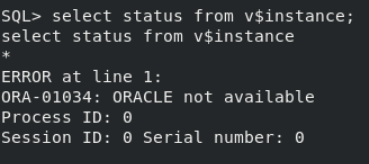 SQL> select status from v$instance;
select status from v$instance
*
ERROR at line 1:
ORA-01034: ORACLE not available
Process ID: 0
Session ID: 0 Serial number: 0